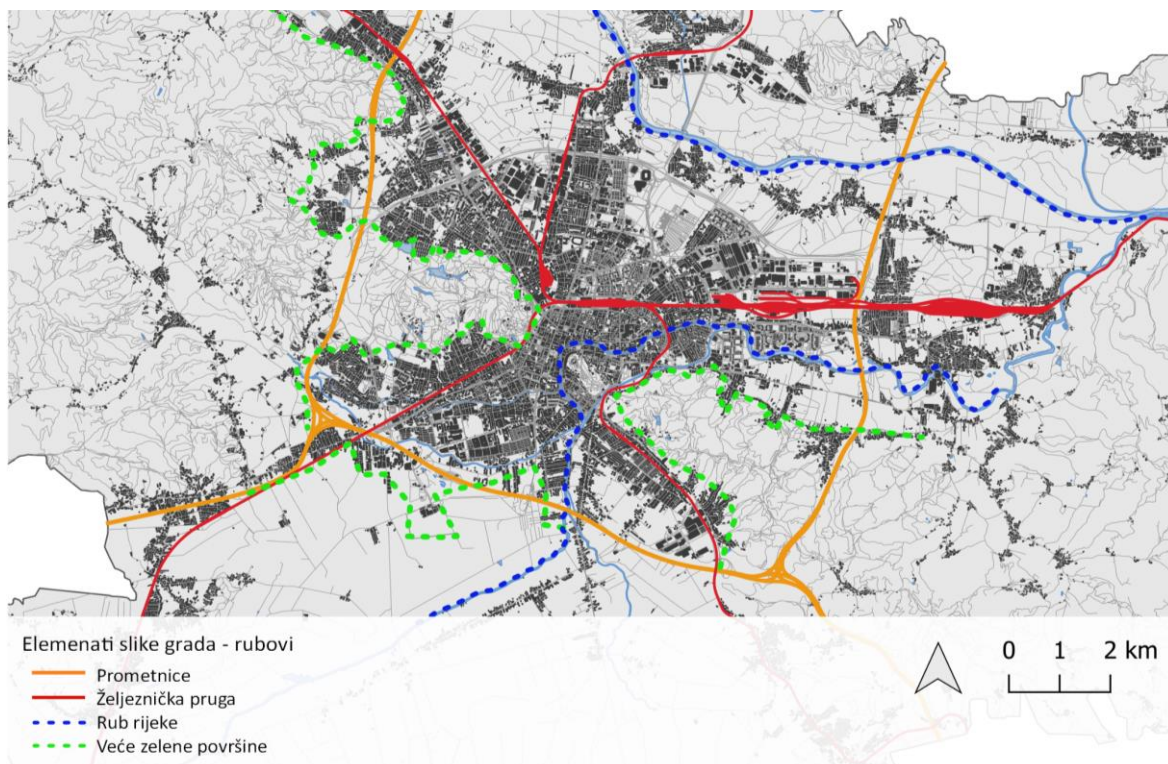 Elemenati slike grada - rubovi
Prometnice
Željeznička pruga
Rub rijeke
Veće zelene površine
0 1 2 km